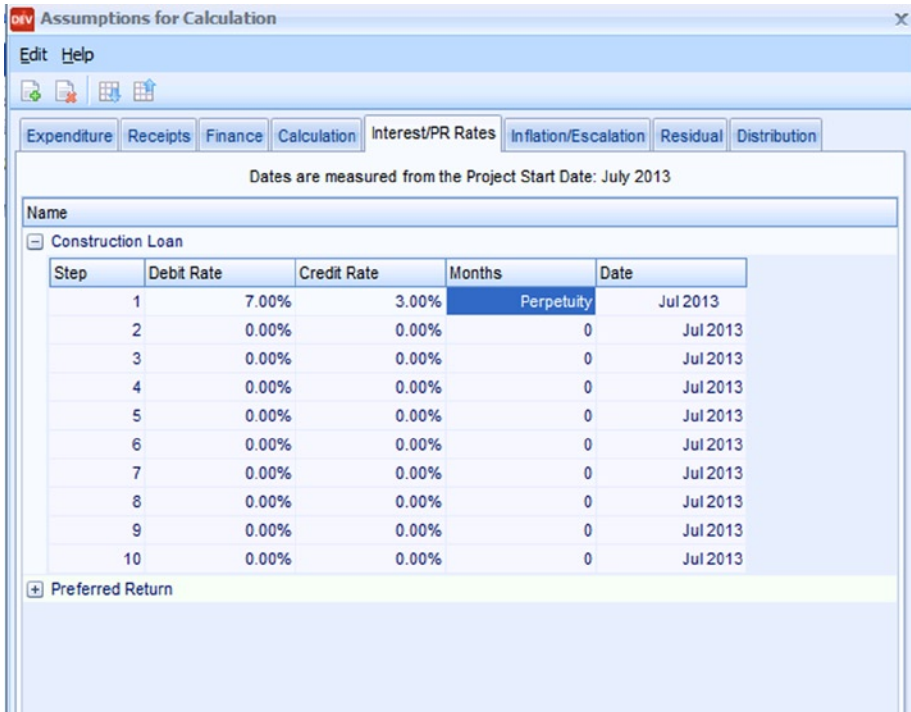 DEV Assumptions for Calculation X
Edit Help
Expenditure Receipts Finance Calculation Interest/PR Rates Inflation/Escalation Residual Distribution
Dates are measured from the Project Start Date: July 2013
Name
Construction Loan
Step Debit Rate Credit Rate Months Date
1 7.00% 3.00% Perpetuity Jul 2013
2 0.00% 0.00% 0 Jul 2013
3 0.00% 0.00% 0 Jul 2013
4 0.00% 0.00% 0 Jul 2013
5 0.00% 0.00% 0 Jul 2013
6 0.00% 0.00% 0 Jul 2013
7 0.00% 0.00% 0 Jul 2013
8 0.00% 0.00% 0 Jul 2013
9 0.00% 0.00% 0 Jul 2013
10 0.00% 0.00% 0 Jul 2013
Preferred Return